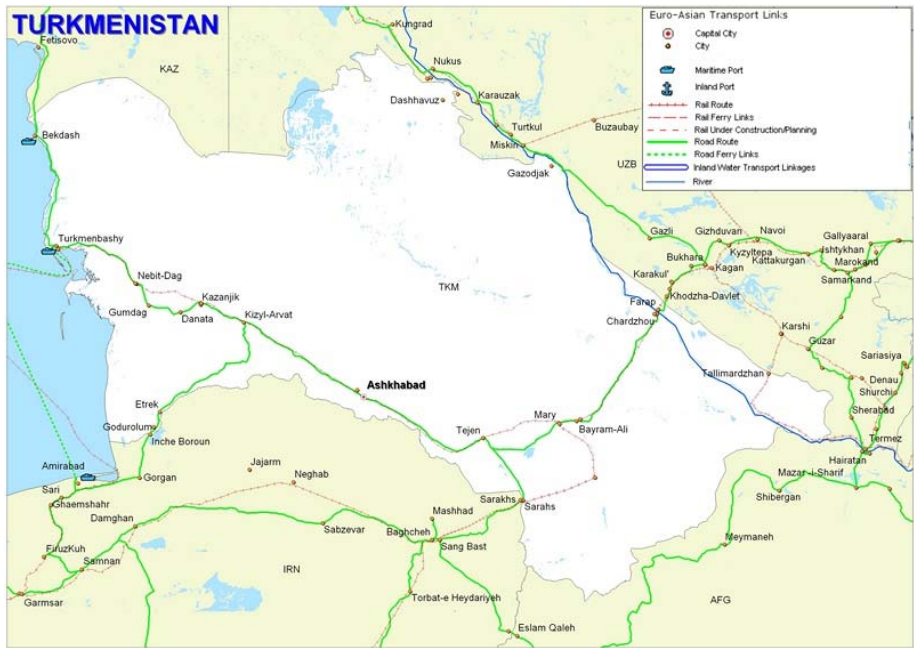 TURKMENISTAN
Euro-Asian Transport Links
Capital City
City
Maritime Port
Inland Port
Rail Route
Rail Ferry Links
Rail Under Construction/Planning
Road Route
Road Ferry Links
Inland Water Transport Linkages
River
Kungrad
Fetisovo
KAZ
Nukus
Dashhavuz
Karauzak
Bekdash
Turtkul
Buzaubay
Miskin
UZB
Gazodjak
Turkmenbashy
Gazli
Gizhduvan
Navoi
Gallyaaral
Kyzyltepa
Ishtykhan
Kattakurgan
Marokand
Bukhara
Kagan
Samarkand
Nebit-Dag
Karakul'
TKM
Kazanjik
Khodzha-Davlet
Gumdag
Danata
Kizyl-Arvat
Farap
Chardzhou
Karshi
Guzar
Sariasiya
Tallimardzhan
Denau
Ashkhabad
Shurchi
Etrek
Sherabad
Godurolum
Mary
Bayram-Ali
Inche Boroun
Tejen
Termez
Hairatan
Amirabad
Jajarm
Mazar-I-Sharif
Gorgan
Neghab
Sari
Shibergan
Ghaemshahr
Sarakhs
Sarahs
Mashhad
Damghan
Sabzevar
Baghcheh
Sang Bast
Meymaneh
FiruzKuh
Samnan
IRN
Garmsar
Torbat-e Heydariyeh
AFG
Eslam Qaleh